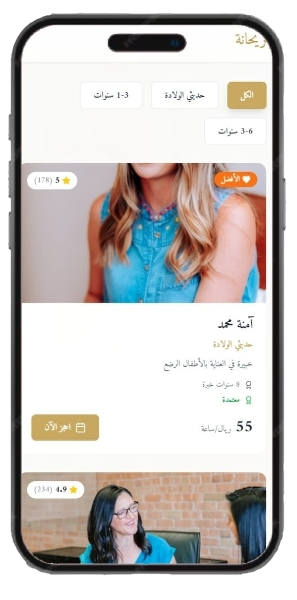 ريحانة
الكل
حديثي الولادة
1-3 سنوات
3-6 سنوات
الأفضل
5 (178)
آمنة محمد
حديثي الولادة
خبيرة في العناية بالأطفال الرضع
8 سنوات خبرة
معتمدة
55 ريال/ساعة
احجز الآن
4.9 (234)